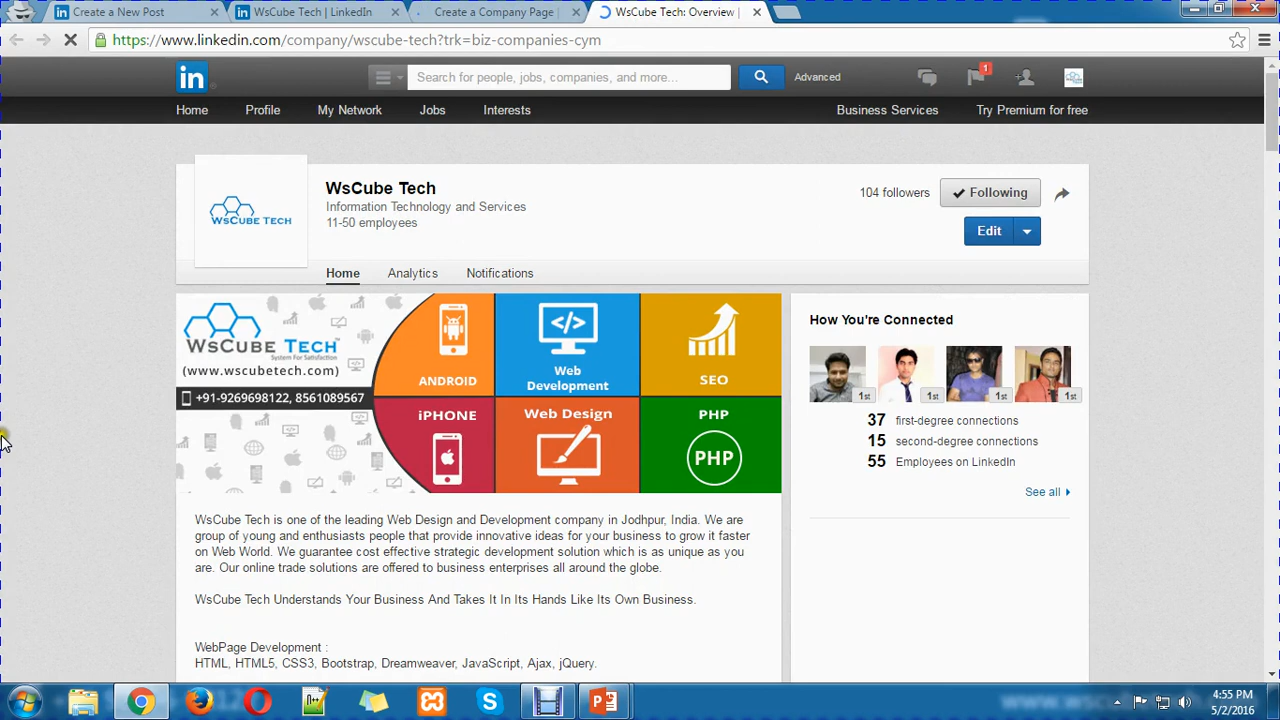 Create a New Post
WsCube Tech | LinkedIn
Create a Company Page |
WsCube Tech: Overview |
https://www.linkedin.com/company/wscube-tech?trk=biz-companies-cym
in
Search for people, jobs, companies, and more...
Advanced
1
Home Profile My Network Jobs Interests Business Services Try Premium for free
WSCUBE TECH
WsCube Tech
Information Technology and Services
11-50 employees
104 followers
Following
Edit
Home Analytics Notifications
WSCUBE TECH
System For Satisfaction
(www.wscubetech.com)
+91-9269698122, 8561089567
ANDROID
Web
Development
SEO
iPHONE
Web Design
PHP
PHP
How You're Connected
1st 1st 1st 1st
37 first-degree connections
15 second-degree connections
55 Employees on LinkedIn
See all
WsCube Tech is one of the leading Web Design and Development company in Jodhpur, India. We are
group of young and enthusiasts people that provide innovative ideas for your business to grow it faster
on Web World. We guarantee cost effective strategic development solution which is as unique as you
are. Our online trade solutions are offered to business enterprises all around the globe.
WsCube Tech Understands Your Business And Takes It In Its Hands Like Its Own Business.
WebPage Development :
HTML, HTML5, CSS3, Bootstrap, Dreamweaver, JavaScript, Ajax, jQuery.
4:55 PM
5/2/2016